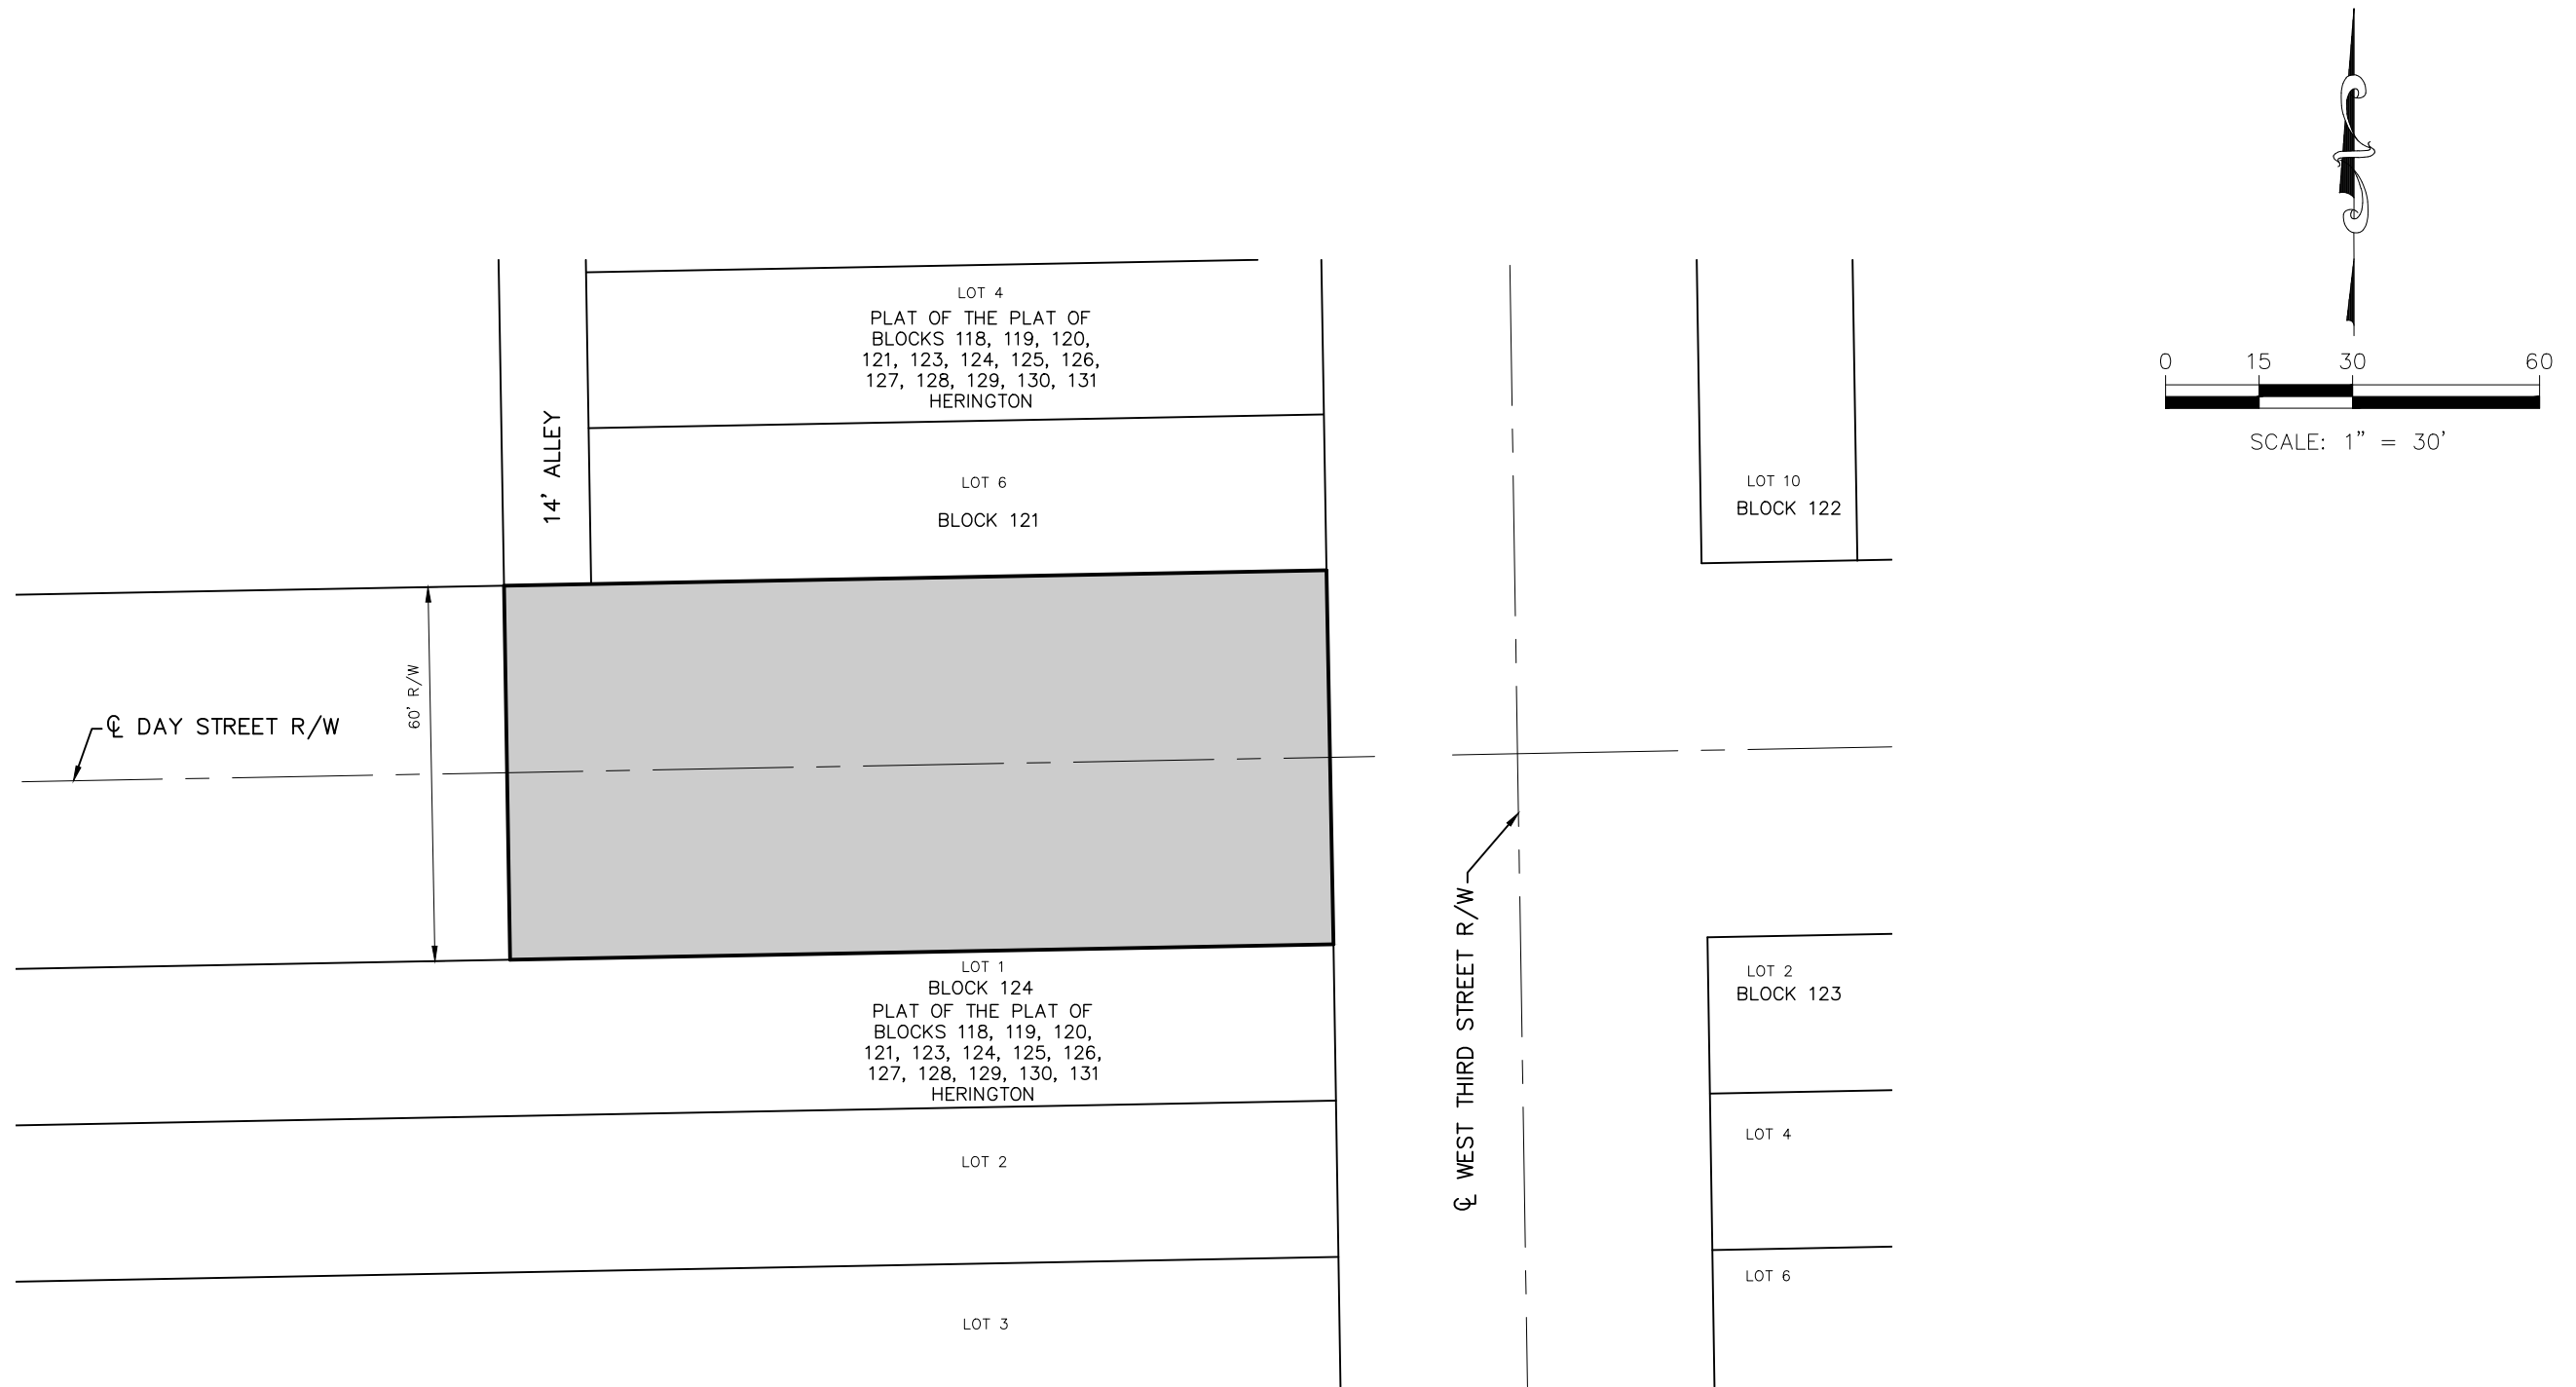 0 15 30 60
SCALE: 1" = 30'
LOT 4
PLAT OF THE PLAT OF
BLOCKS 118, 119, 120,
121, 123, 124, 125, 126,
127, 128, 129, 130, 131
HERINGTON
14' ALLEY
LOT 6
BLOCK 121
LOT 10
BLOCK 122
60' R/W
℄ DAY STREET R/W
℄ WEST THIRD STREET R/W
LOT 1
BLOCK 124
PLAT OF THE PLAT OF
BLOCKS 118, 119, 120,
121, 123, 124, 125, 126,
127, 128, 129, 130, 131
HERINGTON
LOT 2
LOT 3
LOT 2
BLOCK 123
LOT 4
LOT 6